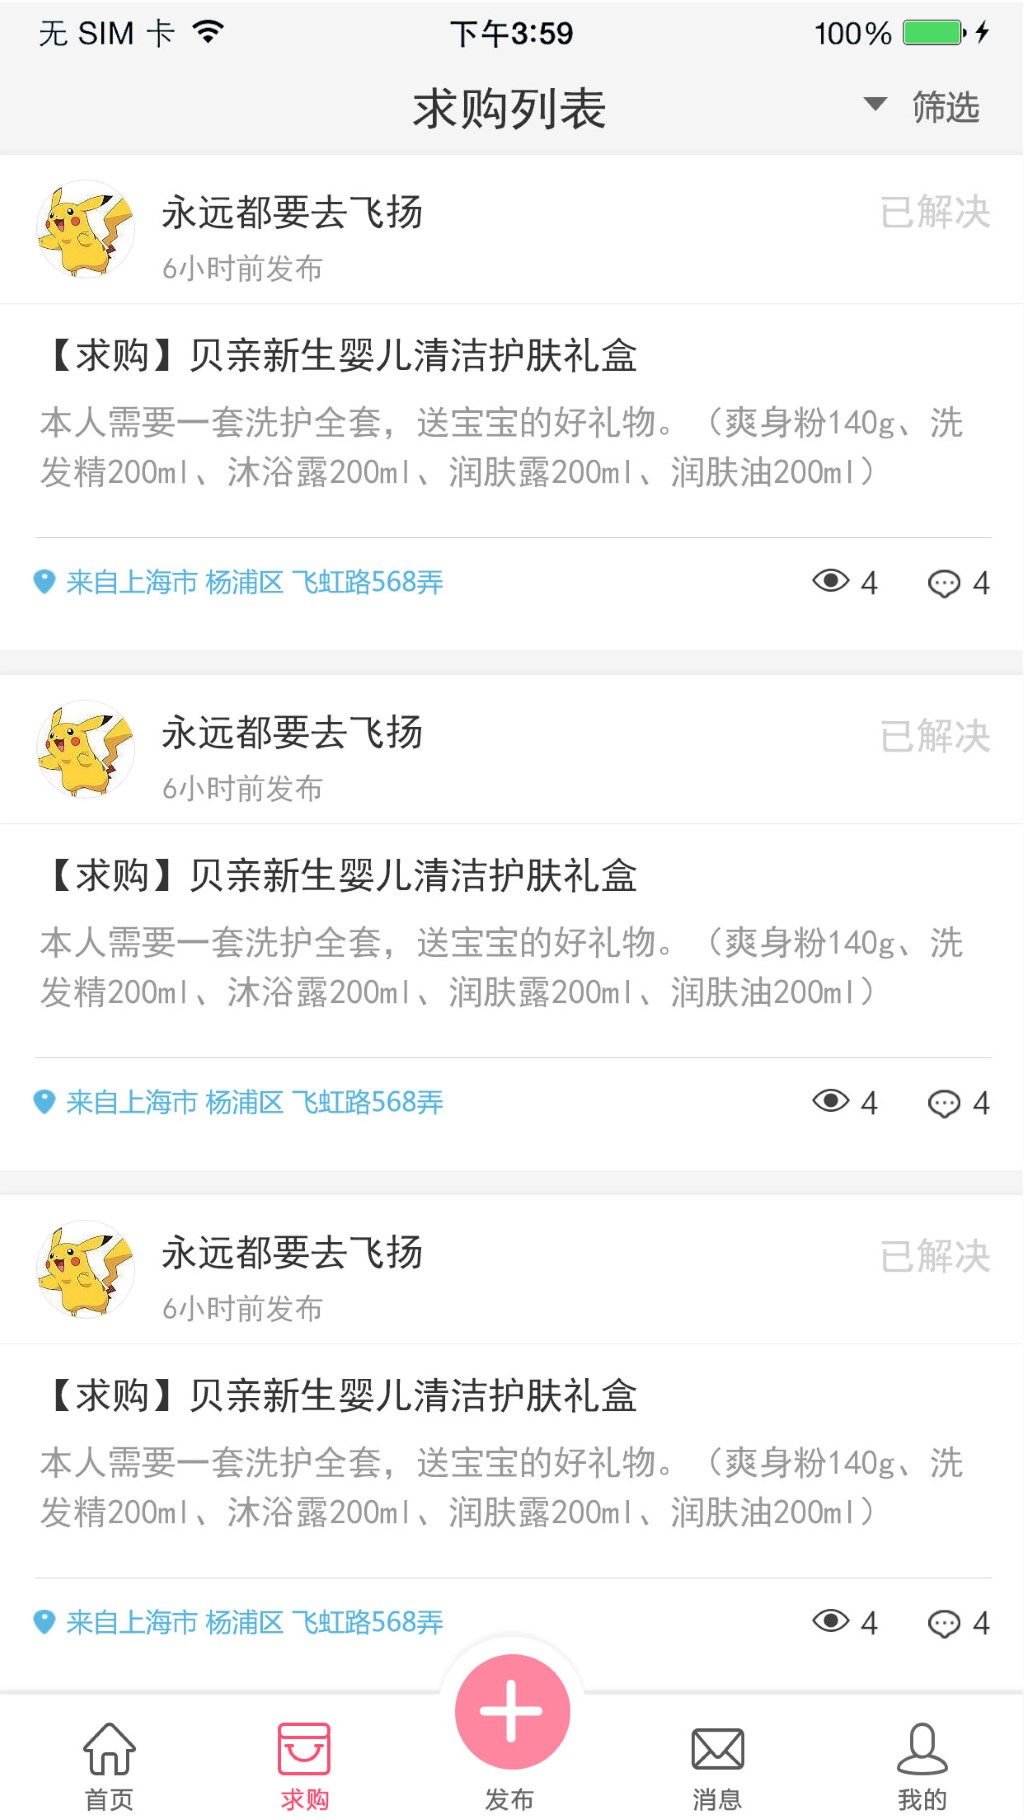 无 SIM 卡 下午3:59 100%
求购列表 筛选
永远都要去飞扬 已解决
6小时前发布
【求购】贝亲新生婴儿清洁护肤礼盒
本人需要一套洗护全套，送宝宝的好礼物。（爽身粉140g、洗
发精200ml、沐浴露200ml、润肤露200ml、润肤油200ml）
来自上海市 杨浦区 飞虹路568弄 4 4
永远都要去飞扬 已解决
6小时前发布
【求购】贝亲新生婴儿清洁护肤礼盒
本人需要一套洗护全套，送宝宝的好礼物。（爽身粉140g、洗
发精200ml、沐浴露200ml、润肤露200ml、润肤油200ml）
来自上海市 杨浦区 飞虹路568弄 4 4
永远都要去飞扬 已解决
6小时前发布
【求购】贝亲新生婴儿清洁护肤礼盒
本人需要一套洗护全套，送宝宝的好礼物。（爽身粉140g、洗
发精200ml、沐浴露200ml、润肤露200ml、润肤油200ml）
来自上海市 杨浦区 飞虹路568弄 4 4
首页 求购 发布 消息 我的